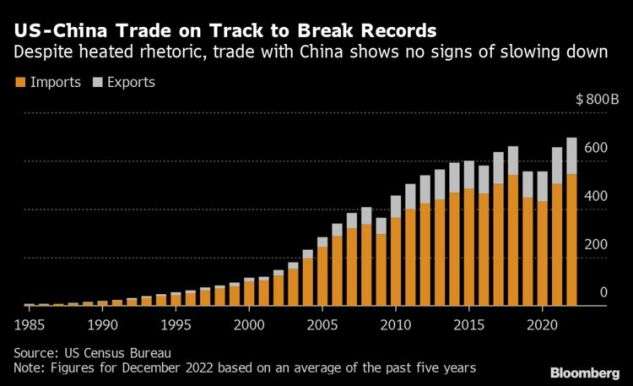 US-China Trade on Track to Break Records
Despite heated rhetoric, trade with China shows no signs of slowing down
Imports Exports
$800B
600
400
200
0
1985 1990 1995 2000 2005 2010 2015 2020
Source: US Census Bureau
Note: Figures for December 2022 based on an average of the past five years
Bloomberg